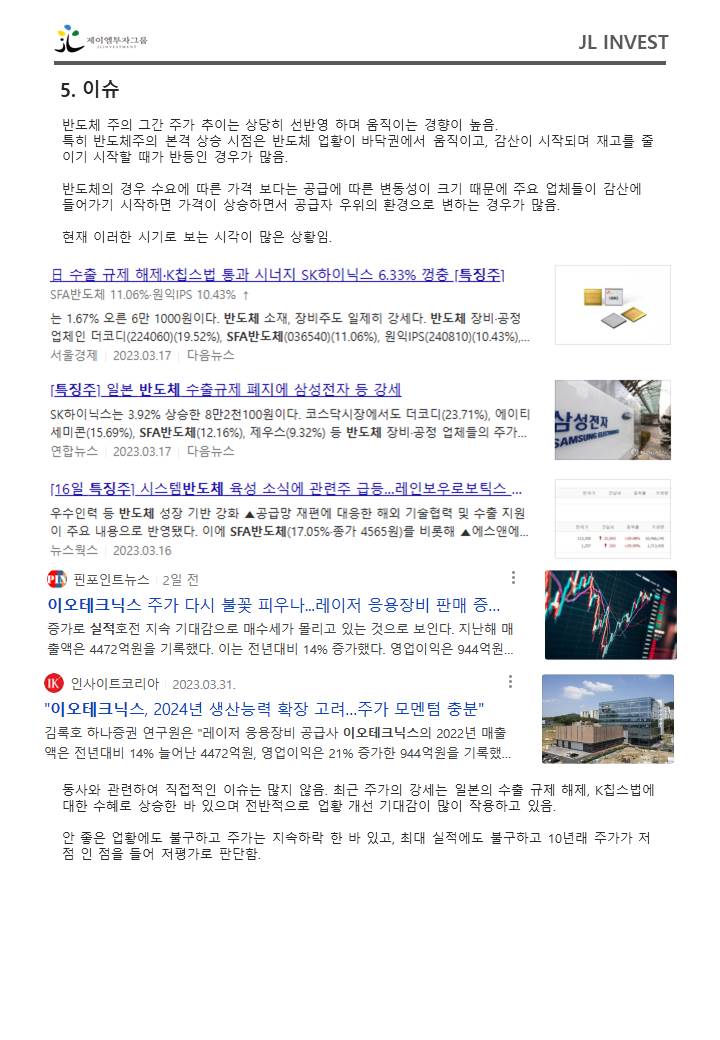 제이엘투자그룹
JL INVESTMENT
JL INVEST
5. 이슈
반도체 주의 그간 주가 추이는 상당히 선반영 하며 움직이는 경향이 높음.
특히 반도체주의 본격 상승 시점은 반도체 업황이 바닥권에서 움직이고, 감산이 시작되며 재고를 줄
이기 시작할 때가 반등인 경우가 많음.
반도체의 경우 수요에 따른 가격 보다는 공급에 따른 변동성이 크기 때문에 주요 업체들이 감산에
들어가기 시작하면 가격이 상승하면서 공급자 우위의 환경으로 변하는 경우가 많음.
현재 이러한 시기로 보는 시각이 많은 상황임.
日 수출 규제 해제·K칩스법 통과 시너지 SK하이닉스 6.33% 껑충 [특징주]
SFA반도체 11.06%·원익IPS 10.43% ↑
는 1.67% 오른 6만 1000원이다. 반도체 소재, 장비주도 일제히 강세다. 반도체 장비·공정
업체인 더코디(224060)(19.52%), SFA반도체(036540)(11.06%), 원익IPS(240810)(10.43%),...
서울경제 2023.03.17 다음뉴스
[특징주] 일본 반도체 수출규제 폐지에 삼성전자 등 강세
SK하이닉스는 3.92% 상승한 8만2천100원이다. 코스닥시장에서도 더코디(23.71%), 에이티
세미콘(15.69%), SFA반도체(12.16%), 제우스(9.32%) 등 반도체 장비·공정 업체들의 주가...
연합뉴스 2023.03.17 다음뉴스
삼성전자
SAMSUNG ELECTRONICS
[16일 특징주] 시스템반도체 육성 소식에 관련주 급등...레인보우로보틱스 ...
우수인력 등 반도체 성장 기반 강화 ▲공급망 재편에 대응한 해외 기술협력 및 수출 지원
이 주요 내용으로 반영됐다. 이에 SFA반도체(17.05%·종가 4565원)를 비롯해 ▲에스앤에...
뉴스웍스 2023.03.16
PIN 핀포인트뉴스 2일 전
이오테크닉스 주가 다시 불꽃 피우나...레이저 응용장비 판매 증...
증가로 실적호전 지속 기대감으로 매수세가 몰리고 있는 것으로 보인다. 지난해 매
출액은 4472억원을 기록했다. 이는 전년대비 14% 증가했다. 영업이익은 944억원...
IK 인사이트코리아 2023.03.31.
"이오테크닉스, 2024년 생산능력 확장 고려...주가 모멘텀 충분"
김록호 하나증권 연구원은 "레이저 응용장비 공급사 이오테크닉스의 2022년 매출
액은 전년대비 14% 늘어난 4472억원, 영업이익은 21% 증가한 944억원을 기록했...
동사와 관련하여 직접적인 이슈는 많지 않음. 최근 주가의 강세는 일본의 수출 규제 해제, K칩스법에
대한 수혜로 상승한 바 있으며 전반적으로 업황 개선 기대감이 많이 작용하고 있음.
안 좋은 업황에도 불구하고 주가는 지속하락 한 바 있고, 최대 실적에도 불구하고 10년래 주가가 저
점 인 점을 들어 저평가로 판단함.